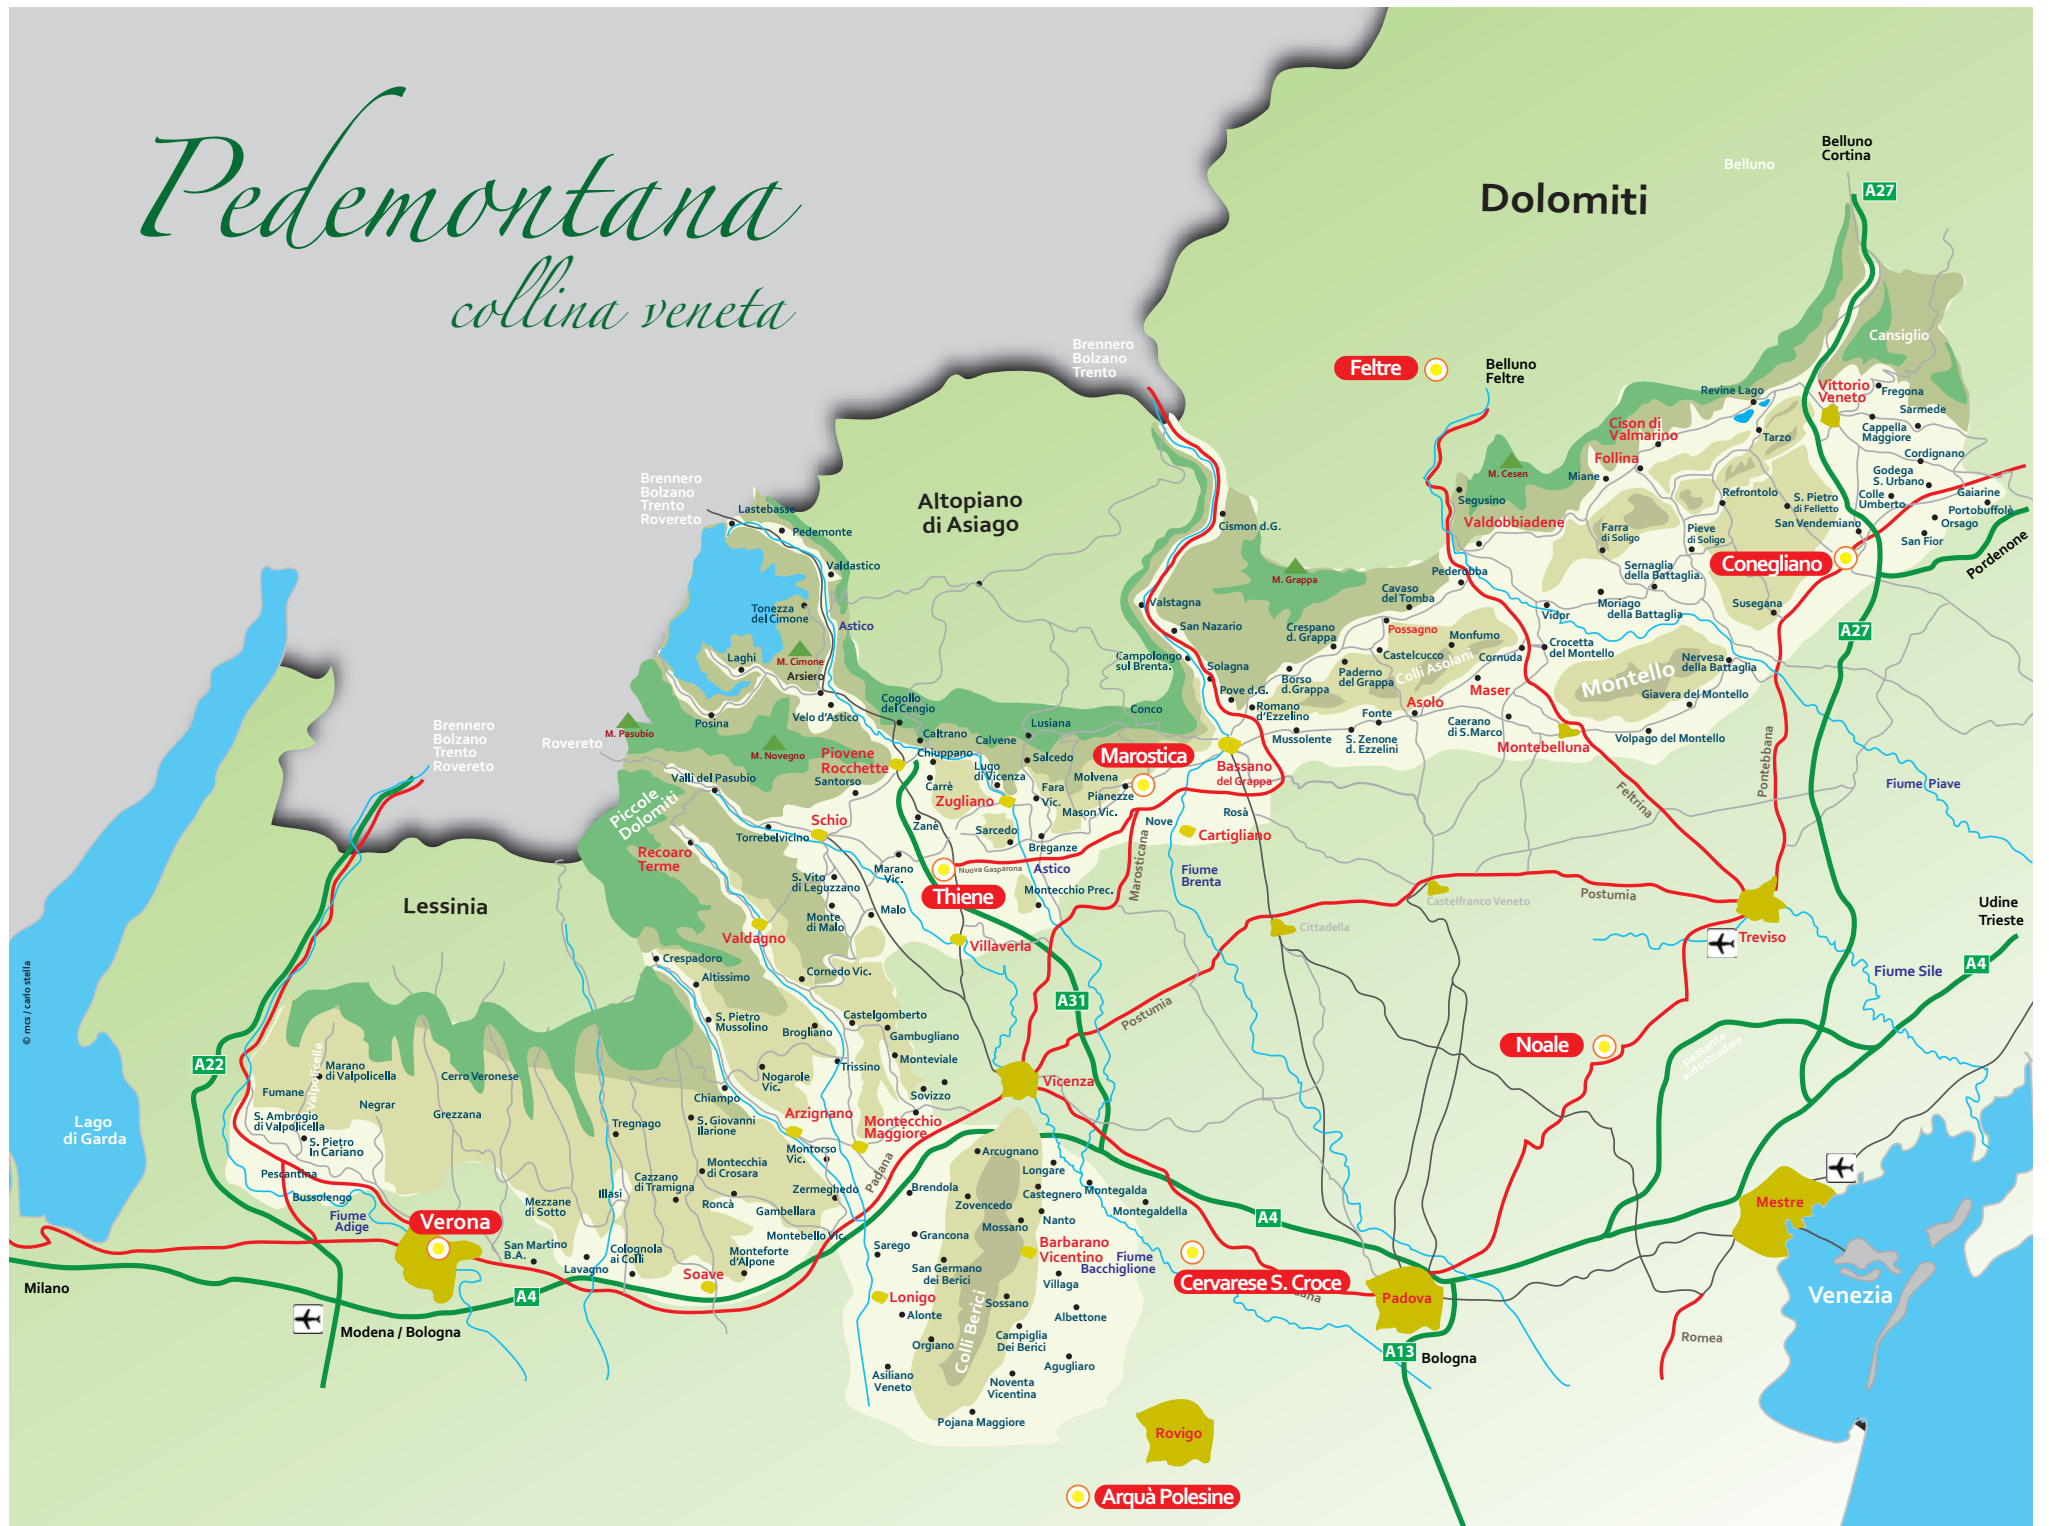 Pedemontana
collina veneta
Dolomiti
Belluno
Belluno
Cortina
A27
Cansiglio
Brennero
Bolzano
Trento
Feltre
Belluno
Feltre
Revine Lago
Vittorio
Veneto
Fregona
Sarmede
Cappella
Maggiore
Cison di
Valmarino
Tarzo
Follina
Cordignano
M. Cesen
Miane
Godega
S. Urbano
Segusino
Refrontolo
S. Pietro
di Felletto
Colle
Umberto
Gaiarine
Portobuffolè
Orsago
Valdobbiadene
Farra
di Soligo
Pieve
di Soligo
San Vendemiano
San Fior
Conegliano
Pordenone
Brennero
Bolzano
Trento
Rovereto
Altopiano
di Asiago
Lastebasse
Pedemonte
Valdastico
Cismon d.G.
M. Grappa
Pederobba
Sernaglia
della Battaglia.
Cavaso
del Tomba
Tonezza
del Cimone
Astico
Valstagna
San Nazario
Vidor
Moriago
della Battaglia
Susegana
A27
Crespano
d. Grappa
Possagno
Monfumo
Laghi
M. Cimone
Arsiero
Campolongo
sul Brenta.
Solagna
Castelcucco
Colli Asolani
Cornuda
Crocetta
del Montello
Nervesa
della Battaglia
Montello
Borso
d.Grappa
Paderno
del Grappa
Maser
Giavera del Montello
Pove d.G.
Romano
d'Ezzelino
Asolo
Posina
Velo d'Astico
Cogollo
del Cengio
Conco
Lusiana
Fonte
Caerano
di S.Marco
Brennero
Bolzano
Trento
Rovereto
Rovereto
M. Pasubio
M. Novegno
Caltrano
Calvene
Mussolente
S. Zenone
d. Ezzelini
Montebelluna
Volpago del Montello
Piovene
Rocchette
Chiuppano
Salcedo
Marostica
Bassano
del Grappa
Pontebbana
Valli del Pasubio
Santorso
Carrè
Lugo
di Vicenza
Fara
Vic.
Molvena
Pianezze
Fiume Piave
Piccole
Dolomiti
Zugliano
Mason Vic.
Feltrina
Rosà
Schio
Zanè
Sarcedo
Nove
Cartigliano
Torrebelvicino
Breganze
Recoaro
Terme
Marano
Vic.
Nuova Gasparona
Astico
Marosticana
Fiume
Brenta
S. Vito
di Leguzzano
Thiene
Montecchio Prec.
Postumia
Castelfranco Veneto
Lessinia
Monte
di Malo
Malo
Cittadella
Udine
Trieste
Valdagno
Villaverla
Treviso
© mcs / carlo stella
Crespadoro
Altissimo
Cornedo Vic.
Fiume Sile
A4
A31
Postumia
S. Pietro
Mussolino
Brogliano
Castelgomberto
Gambugliano
Noale
passante
autostradale
A22
Valpolicella
Marano
di Valpolicella
Cerro Veronese
Monteviale
Trissino
Nogarole
Vic.
Vicenza
Fumane
Negrar
Grezzana
Chiampo
Sovizzo
Lago
di Garda
S. Ambrogio
di Valpolicella
Tregnago
S. Giovanni
Ilarione
Arzignano
Montecchio
Maggiore
S. Pietro
In Cariano
Montorso
Vic.
Arcugnano
Pescantina
Montecchia
di Crosara
Padana
Longare
Bussolengo
Illasi
Cazzano
di Tramigna
Zermeghedo
Brendola
Castegnero
Montegalda
Mestre
Mezzane
di Sotto
Roncà
Gambellara
Zovencedo
Montegaldella
Fiume
Adige
Verona
Nanto
Mossano
A4
Montebello Vic.
Grancona
San Martino
B.A.
Colognola
ai Colli
Monteforte
d'Alpone
Sarego
Barbarano
Vicentino
Fiume
Bacchiglione
Lavagno
San Germano
dei Berici
Villaga
Cervarese S. Croce
Milano
A4
Soave
Lonigo
Sossano
Padova
Venezia
Alonte
Albettone
Modena / Bologna
Colli Berici
Campiglia
Dei Berici
Romea
Orgiano
A13
Bologna
Agugliaro
Asiliano
Veneto
Noventa
Vicentina
Pojana Maggiore
Rovigo
Arquà Polesine